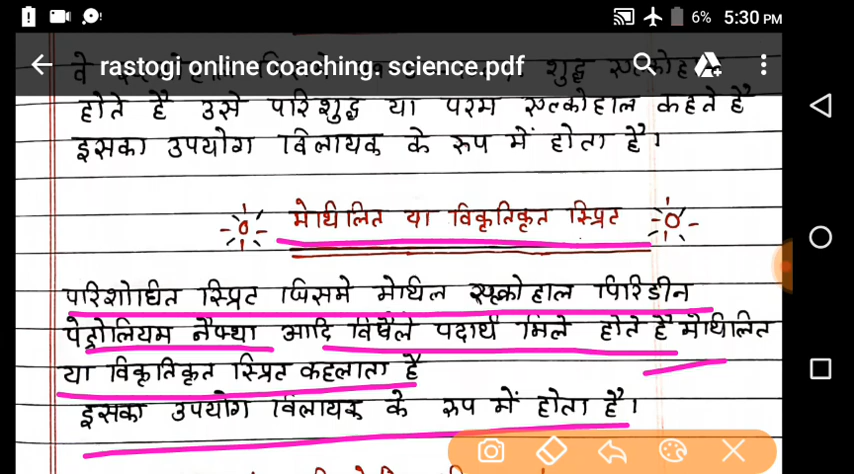 6% 5:30 PM
rastogi online coaching. science.pdf
वे शुद्ध एल्कोह
होते है उसे परिशुद्ध या परम एल्कोहाल कहते है
इसका उपयोग विलायक के रुप में होता है।
मेथिलित या विकृतिकृत स्प्रिट
परिशोधित स्प्रिट जिसमे मेथिल एल्कोहाल पिरिडीन
पेट्रोलियम नैफ्था आदि विषैले पदार्थ मिले होते है मेथिलित
या विकृतिकृत स्प्रिट कहलाता है
इसका उपयोग विलायक के रुप में होता है।